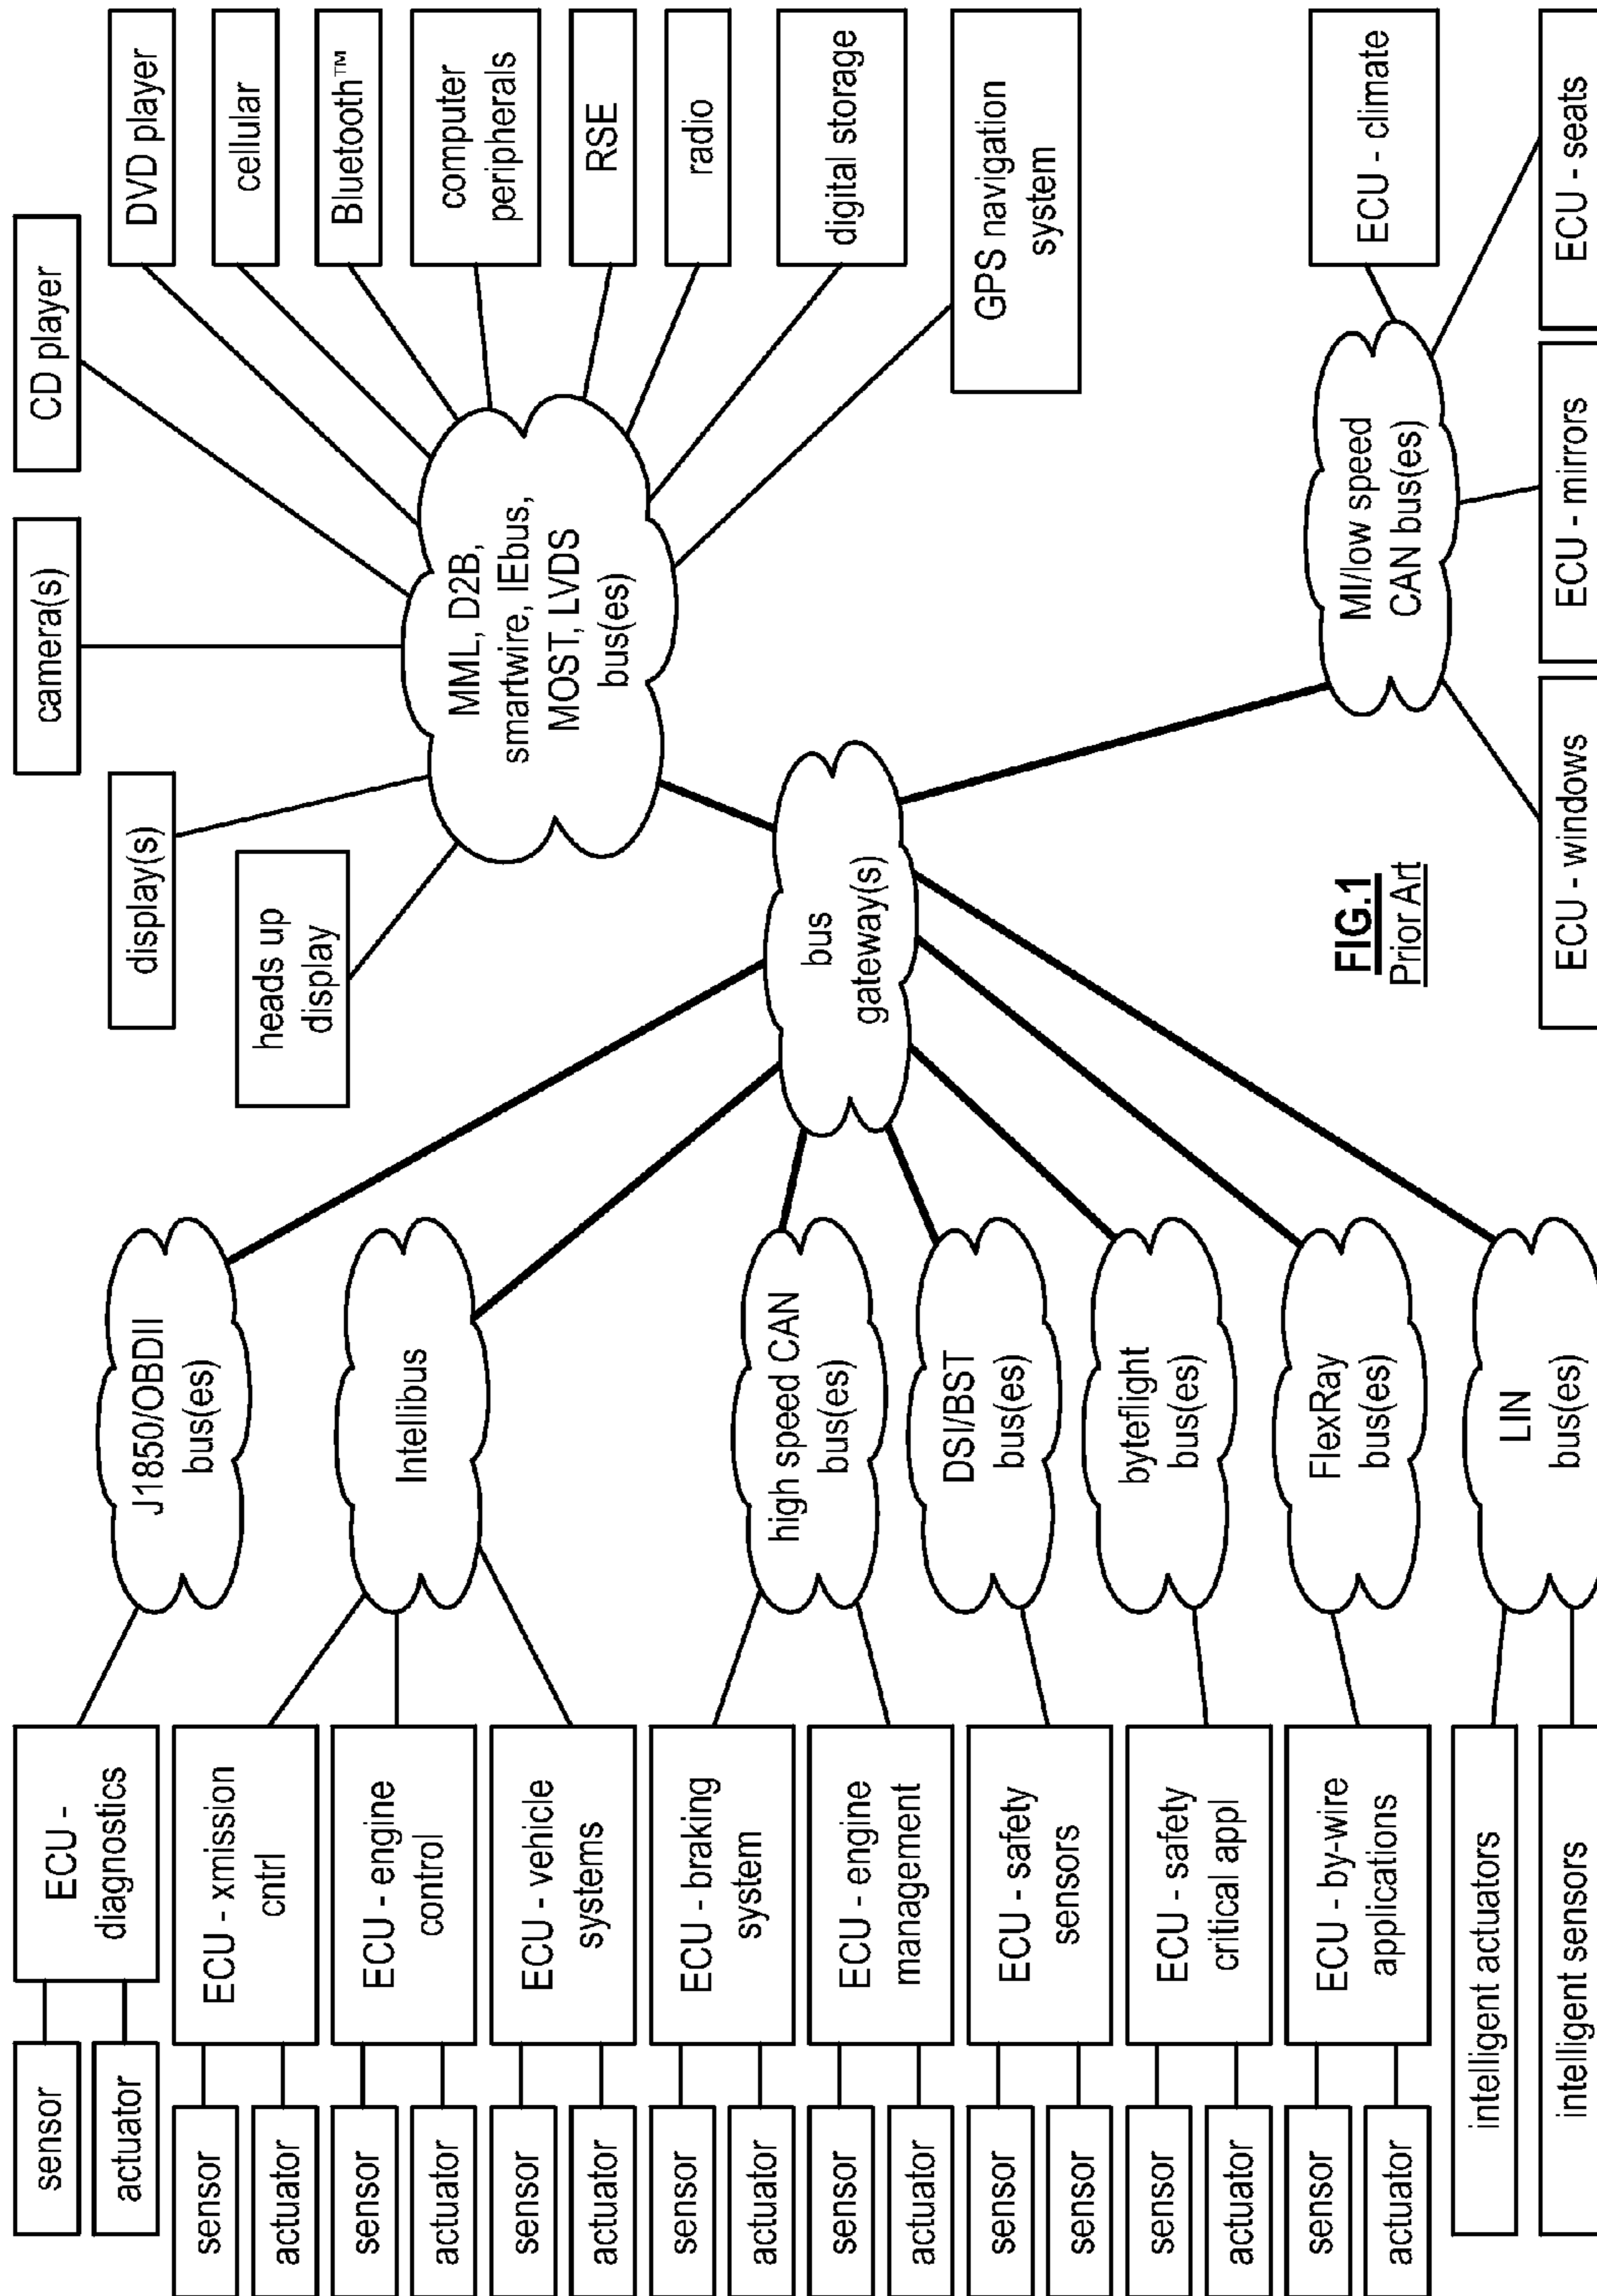 sensor
actuator
ECU -
diagnostics
J1850/OBDII
bus(es)
sensor
actuator
ECU - xmission
cntrl
sensor
actuator
ECU - engine
control
Intellibus
sensor
actuator
ECU - vehicle
systems
sensor
actuator
ECU - braking
system
high speed CAN
bus(es)
sensor
actuator
ECU - engine
management
sensor
sensor
ECU - safety
sensors
DSI/BST
bus(es)
sensor
actuator
ECU - safety
critical appl
byteflight
bus(es)
sensor
actuator
ECU - by-wire
applications
FlexRay
bus(es)
intelligent actuators
intelligent sensors
LIN
bus(es)
bus
gateway(s)
heads up
display
display(s)
camera(s)
CD player
DVD player
cellular
Bluetooth™
computer
peripherals
RSE
radio
digital storage
GPS navigation
system
MML, D2B,
smartwire, IEbus,
MOST, LVDS
bus(es)
MI/low speed
CAN bus(es)
ECU - climate
ECU - windows
ECU - mirrors
ECU - seats
FIG.1
Prior Art